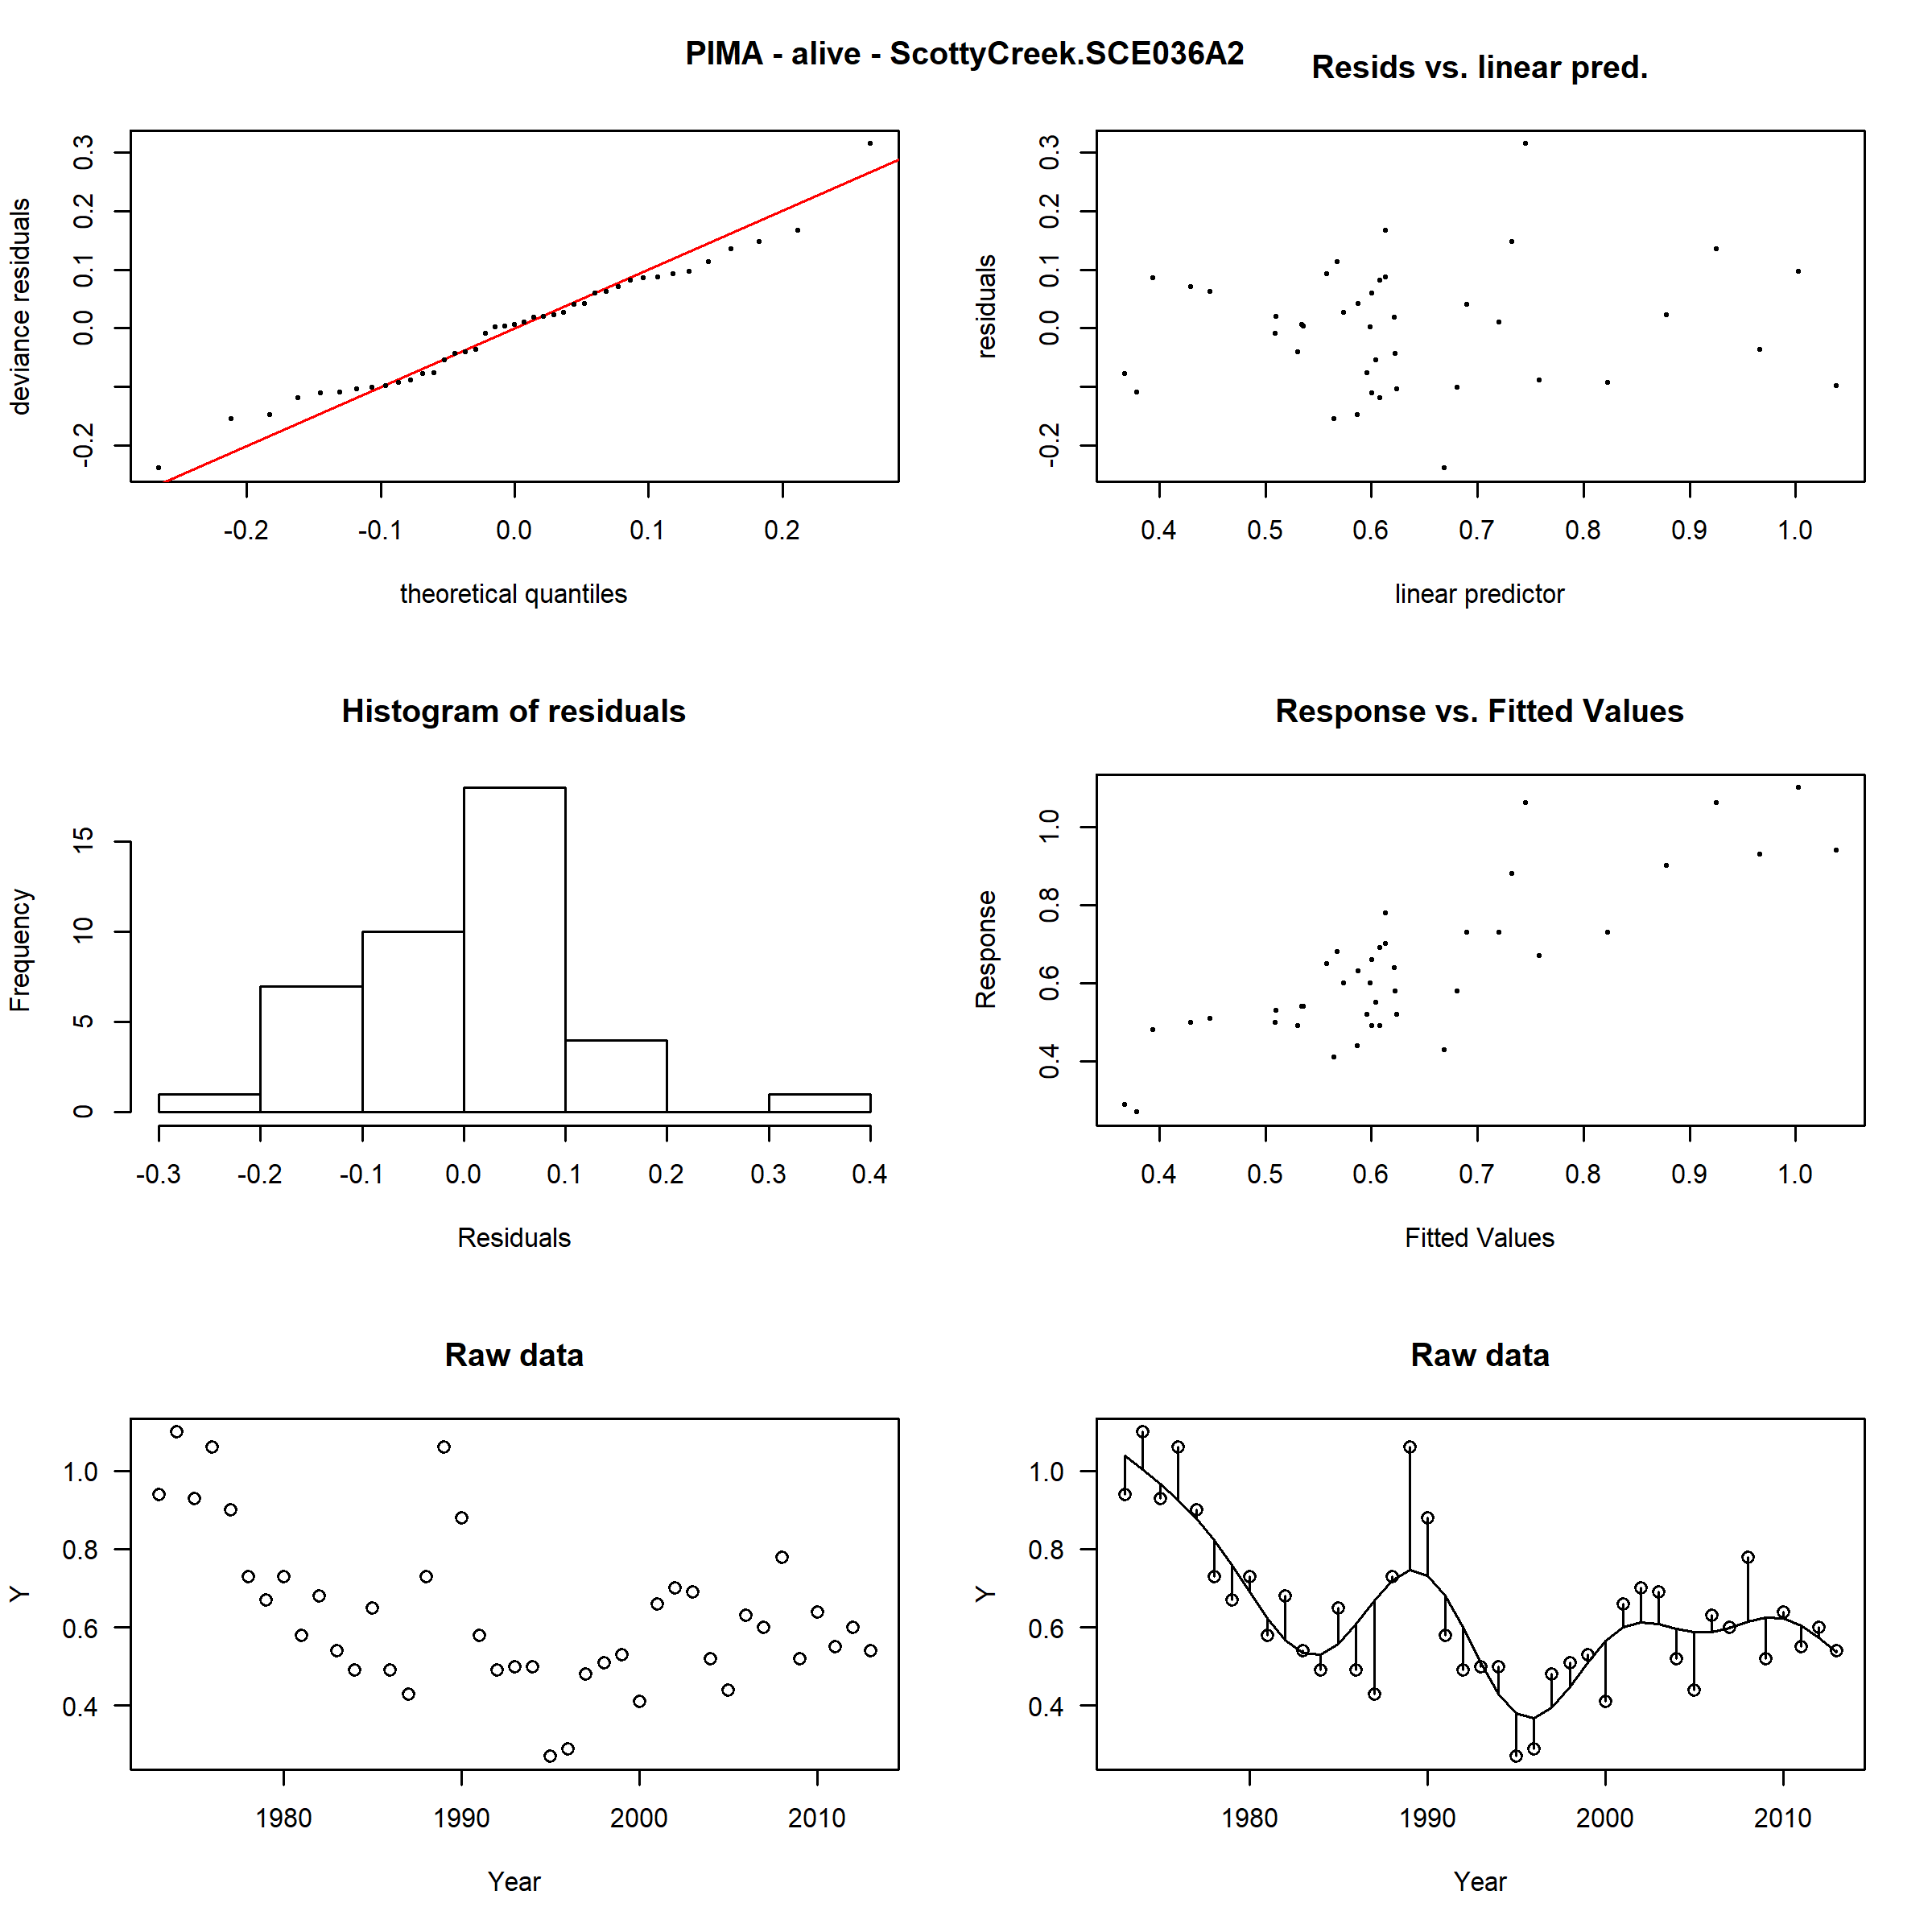 PIMA - alive - ScottyCreek.SCE036A2
Resids vs. linear pred.
deviance residuals
-0.2 0.0 0.1 0.2 0.3
-0.2 -0.1 0.0 0.1 0.2
theoretical quantiles
residuals
-0.2 0.0 0.1 0.2 0.3
0.4 0.5 0.6 0.7 0.8 0.9 1.0
linear predictor
Histogram of residuals
Frequency
0 5 10 15
-0.3 -0.2 -0.1 0.0 0.1 0.2 0.3 0.4
Residuals
Response vs. Fitted Values
Response
0.4 0.6 0.8 1.0
0.4 0.5 0.6 0.7 0.8 0.9 1.0
Fitted Values
Raw data
Y
1.0
0.8
0.6
0.4
1980 1990 2000 2010
Year
Raw data
Y
1.0
0.8
0.6
0.4
1980 1990 2000 2010
Year